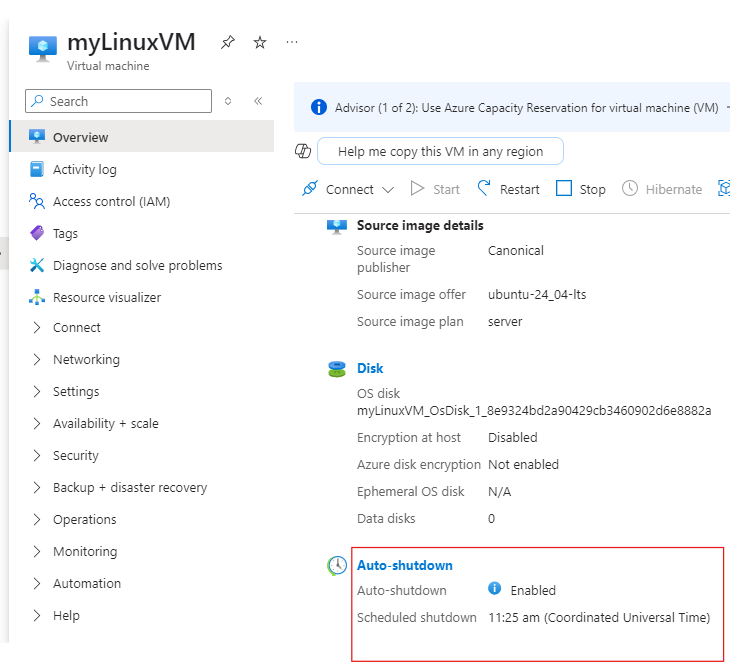 myLinuxVM
Virtual machine
Search
Overview
Activity log
Access control (IAM)
Tags
Diagnose and solve problems
Resource visualizer
Connect
Networking
Settings
Availability + scale
Security
Backup + disaster recovery
Operations
Monitoring
Automation
Help
Advisor (1 of 2): Use Azure Capacity Reservation for virtual machine (VM)
Help me copy this VM in any region
Connect Start Restart Stop Hibernate
Source image details
Source image publisher Canonical
Source image offer ubuntu-24_04-lts
Source image plan server
Disk
OS disk
myLinuxVM_OsDisk_1_8e9324bd2a90429cb3460902d6e8882a
Encryption at host Disabled
Azure disk encryption Not enabled
Ephemeral OS disk N/A
Data disks 0
Auto-shutdown
Auto-shutdown Enabled
Scheduled shutdown 11:25 am (Coordinated Universal Time)